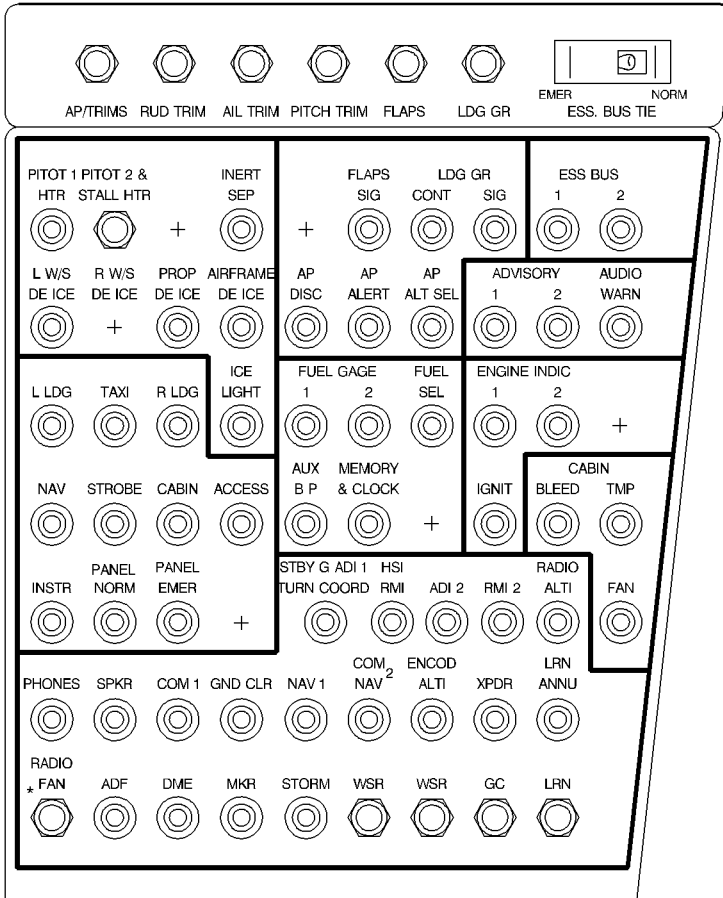 EMER NORM
AP/TRIMS RUD TRIM AIL TRIM PITCH TRIM FLAPS LDG GR ESS. BUS TIE
PITOT 1 PITOT 2 & INERT FLAPS LDG GR ESS BUS
HTR STALL HTR SEP SIG CONT SIG 1 2
L W/S R W/S PROP AIRFRAME AP AP AP ADVISORY AUDIO
DE ICE DE ICE DE ICE DE ICE DISC ALERT ALT SEL 1 2 WARN
ICE FUEL GAGE FUEL ENGINE INDIC
L LDG TAXI R LDG LIGHT 1 2 SEL 1 2
AUX MEMORY CABIN
NAV STROBE CABIN ACCESS B P & CLOCK IGNIT BLEED TMP
PANEL PANEL STBY G ADI 1 HSI RADIO
INSTR NORM EMER TURN COORD RMI ADI 2 RMI 2 ALTI FAN
COM 2 ENCOD LRN
PHONES SPKR COM 1 GND CLR NAV 1 NAV ALTI XPDR ANNU
RADIO
* FAN ADF DME MKR STORM WSR WSR GC LRN